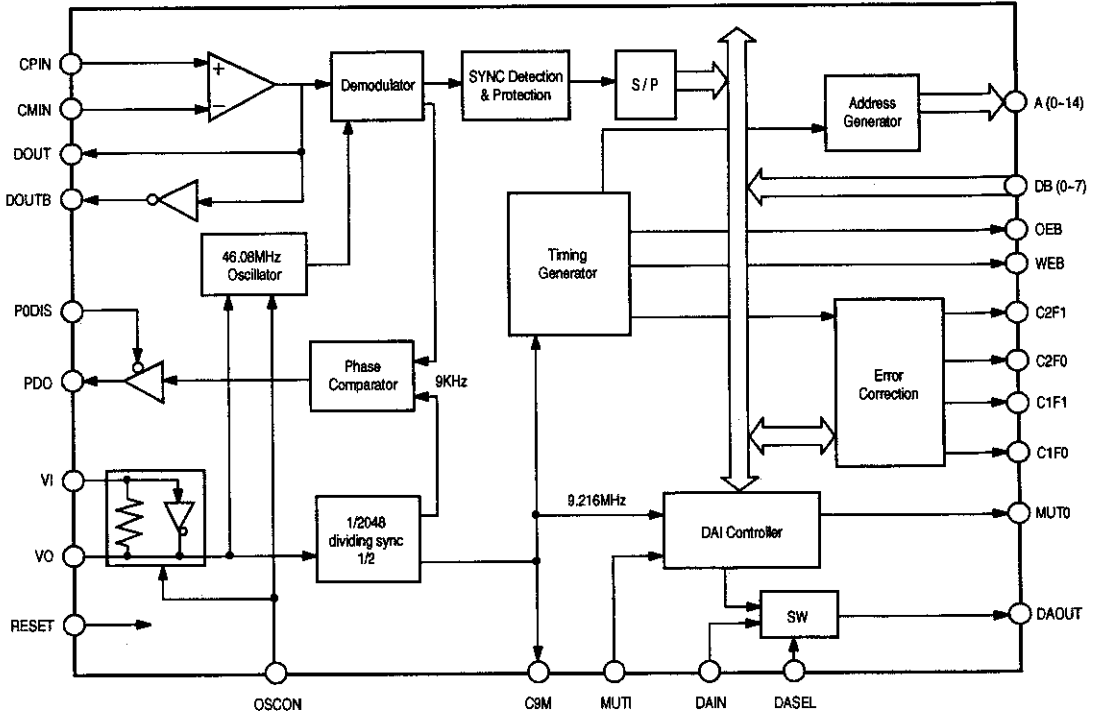 CPIN
CMIN
DOUT
DOUTB
P0DIS
PDO
VI
VO
RESET
+
−
Demodulator
SYNC Detection
& Protection
S / P
Address
Generator
46.08MHz
Oscillator
Timing
Generator
Phase
Comparator
9KHz
Error
Correction
1/2048
dividing sync
1/2
9.216MHz
DAI Controller
SW
A (0~14)
DB (0~7)
OEB
WEB
C2F1
C2F0
C1F1
C1F0
MUT0
DAOUT
OSCON
C9M
MUTI
DAIN
DASEL